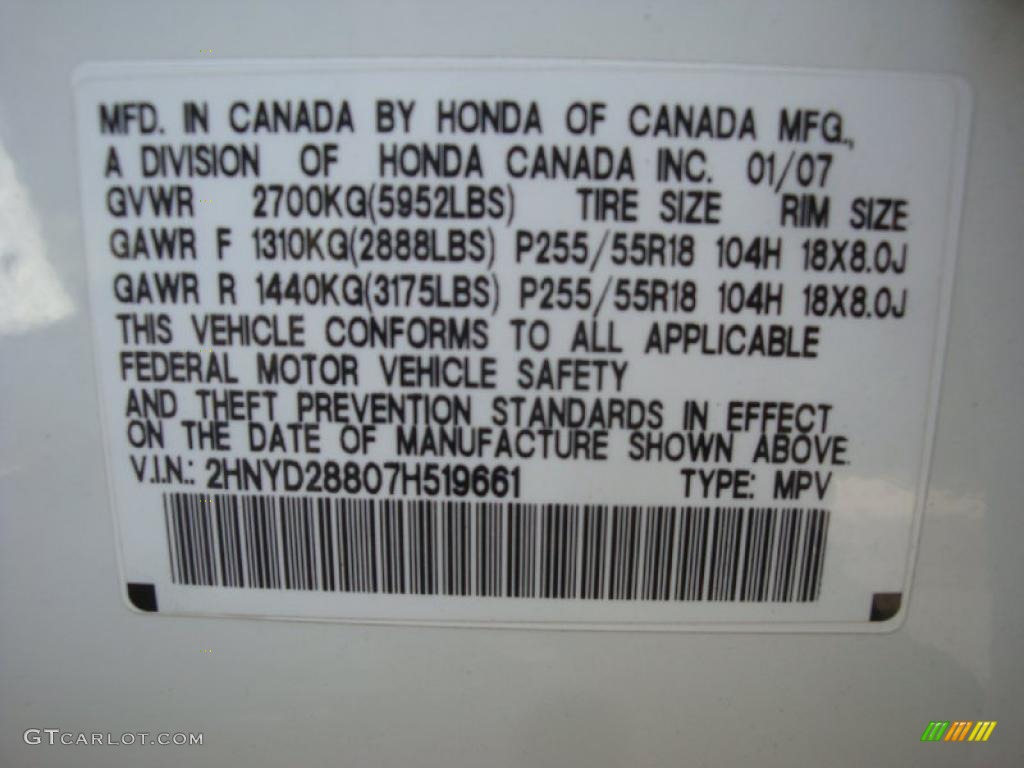 MFD. IN CANADA BY HONDA OF CANADA MFG.,
A DIVISION OF HONDA CANADA INC. 01/07
GVWR 2700KG(5952LBS) TIRE SIZE RIM SIZE
GAWR F 1310KG(2888LBS) P255/55R18 104H 18X8.0J
GAWR R 1440KG(3175LBS) P255/55R18 104H 18X8.0J
THIS VEHICLE CONFORMS TO ALL APPLICABLE
FEDERAL MOTOR VEHICLE SAFETY
AND THEFT PREVENTION STANDARDS IN EFFECT
ON THE DATE OF MANUFACTURE SHOWN ABOVE.
V.I.N.: 2HNYD28807H519661 TYPE: MPV
GTCARLOT.COM